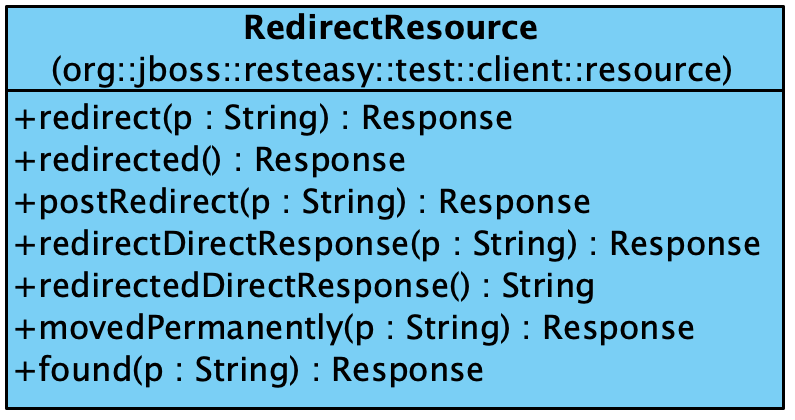 RedirectResource
(org::jboss::resteasy::test::client::resource)
+redirect(p : String) : Response
+redirected() : Response
+postRedirect(p : String) : Response
+redirectDirectResponse(p : String) : Response
+redirectedDirectResponse() : String
+movedPermanently(p : String) : Response
+found(p : String) : Response